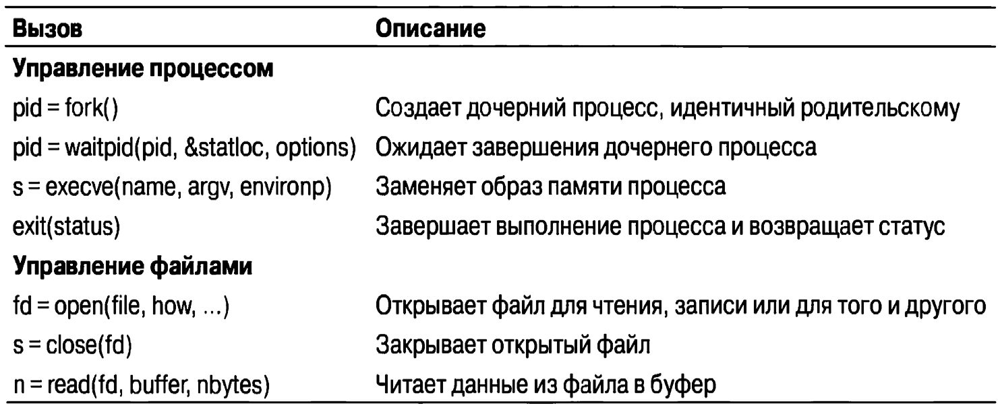 Вызов Описание
Управление процессом
pid = fork() Создает дочерний процесс, идентичный родительскому
pid = waitpid(pid, &statloc, options) Ожидает завершения дочернего процесса
s = execve(name, argv, environp) Заменяет образ памяти процесса
exit(status) Завершает выполнение процесса и возвращает статус
Управление файлами
fd = open(file, how, ...) Открывает файл для чтения, записи или для того и другого
s = close(fd) Закрывает открытый файл
n = read(fd, buffer, nbytes) Читает данные из файла в буфер